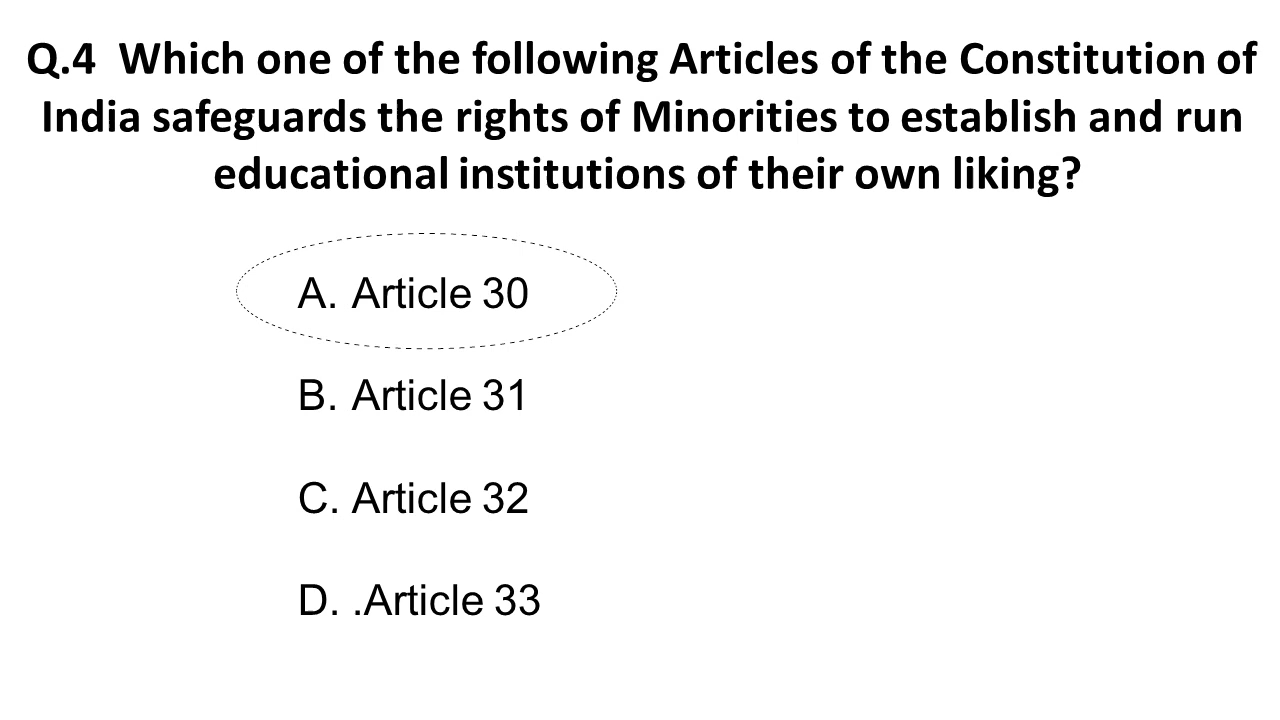 Q.4 Which one of the following Articles of the Constitution of
India safeguards the rights of Minorities to establish and run
educational institutions of their own liking?
A. Article 30
B. Article 31
C. Article 32
D. .Article 33